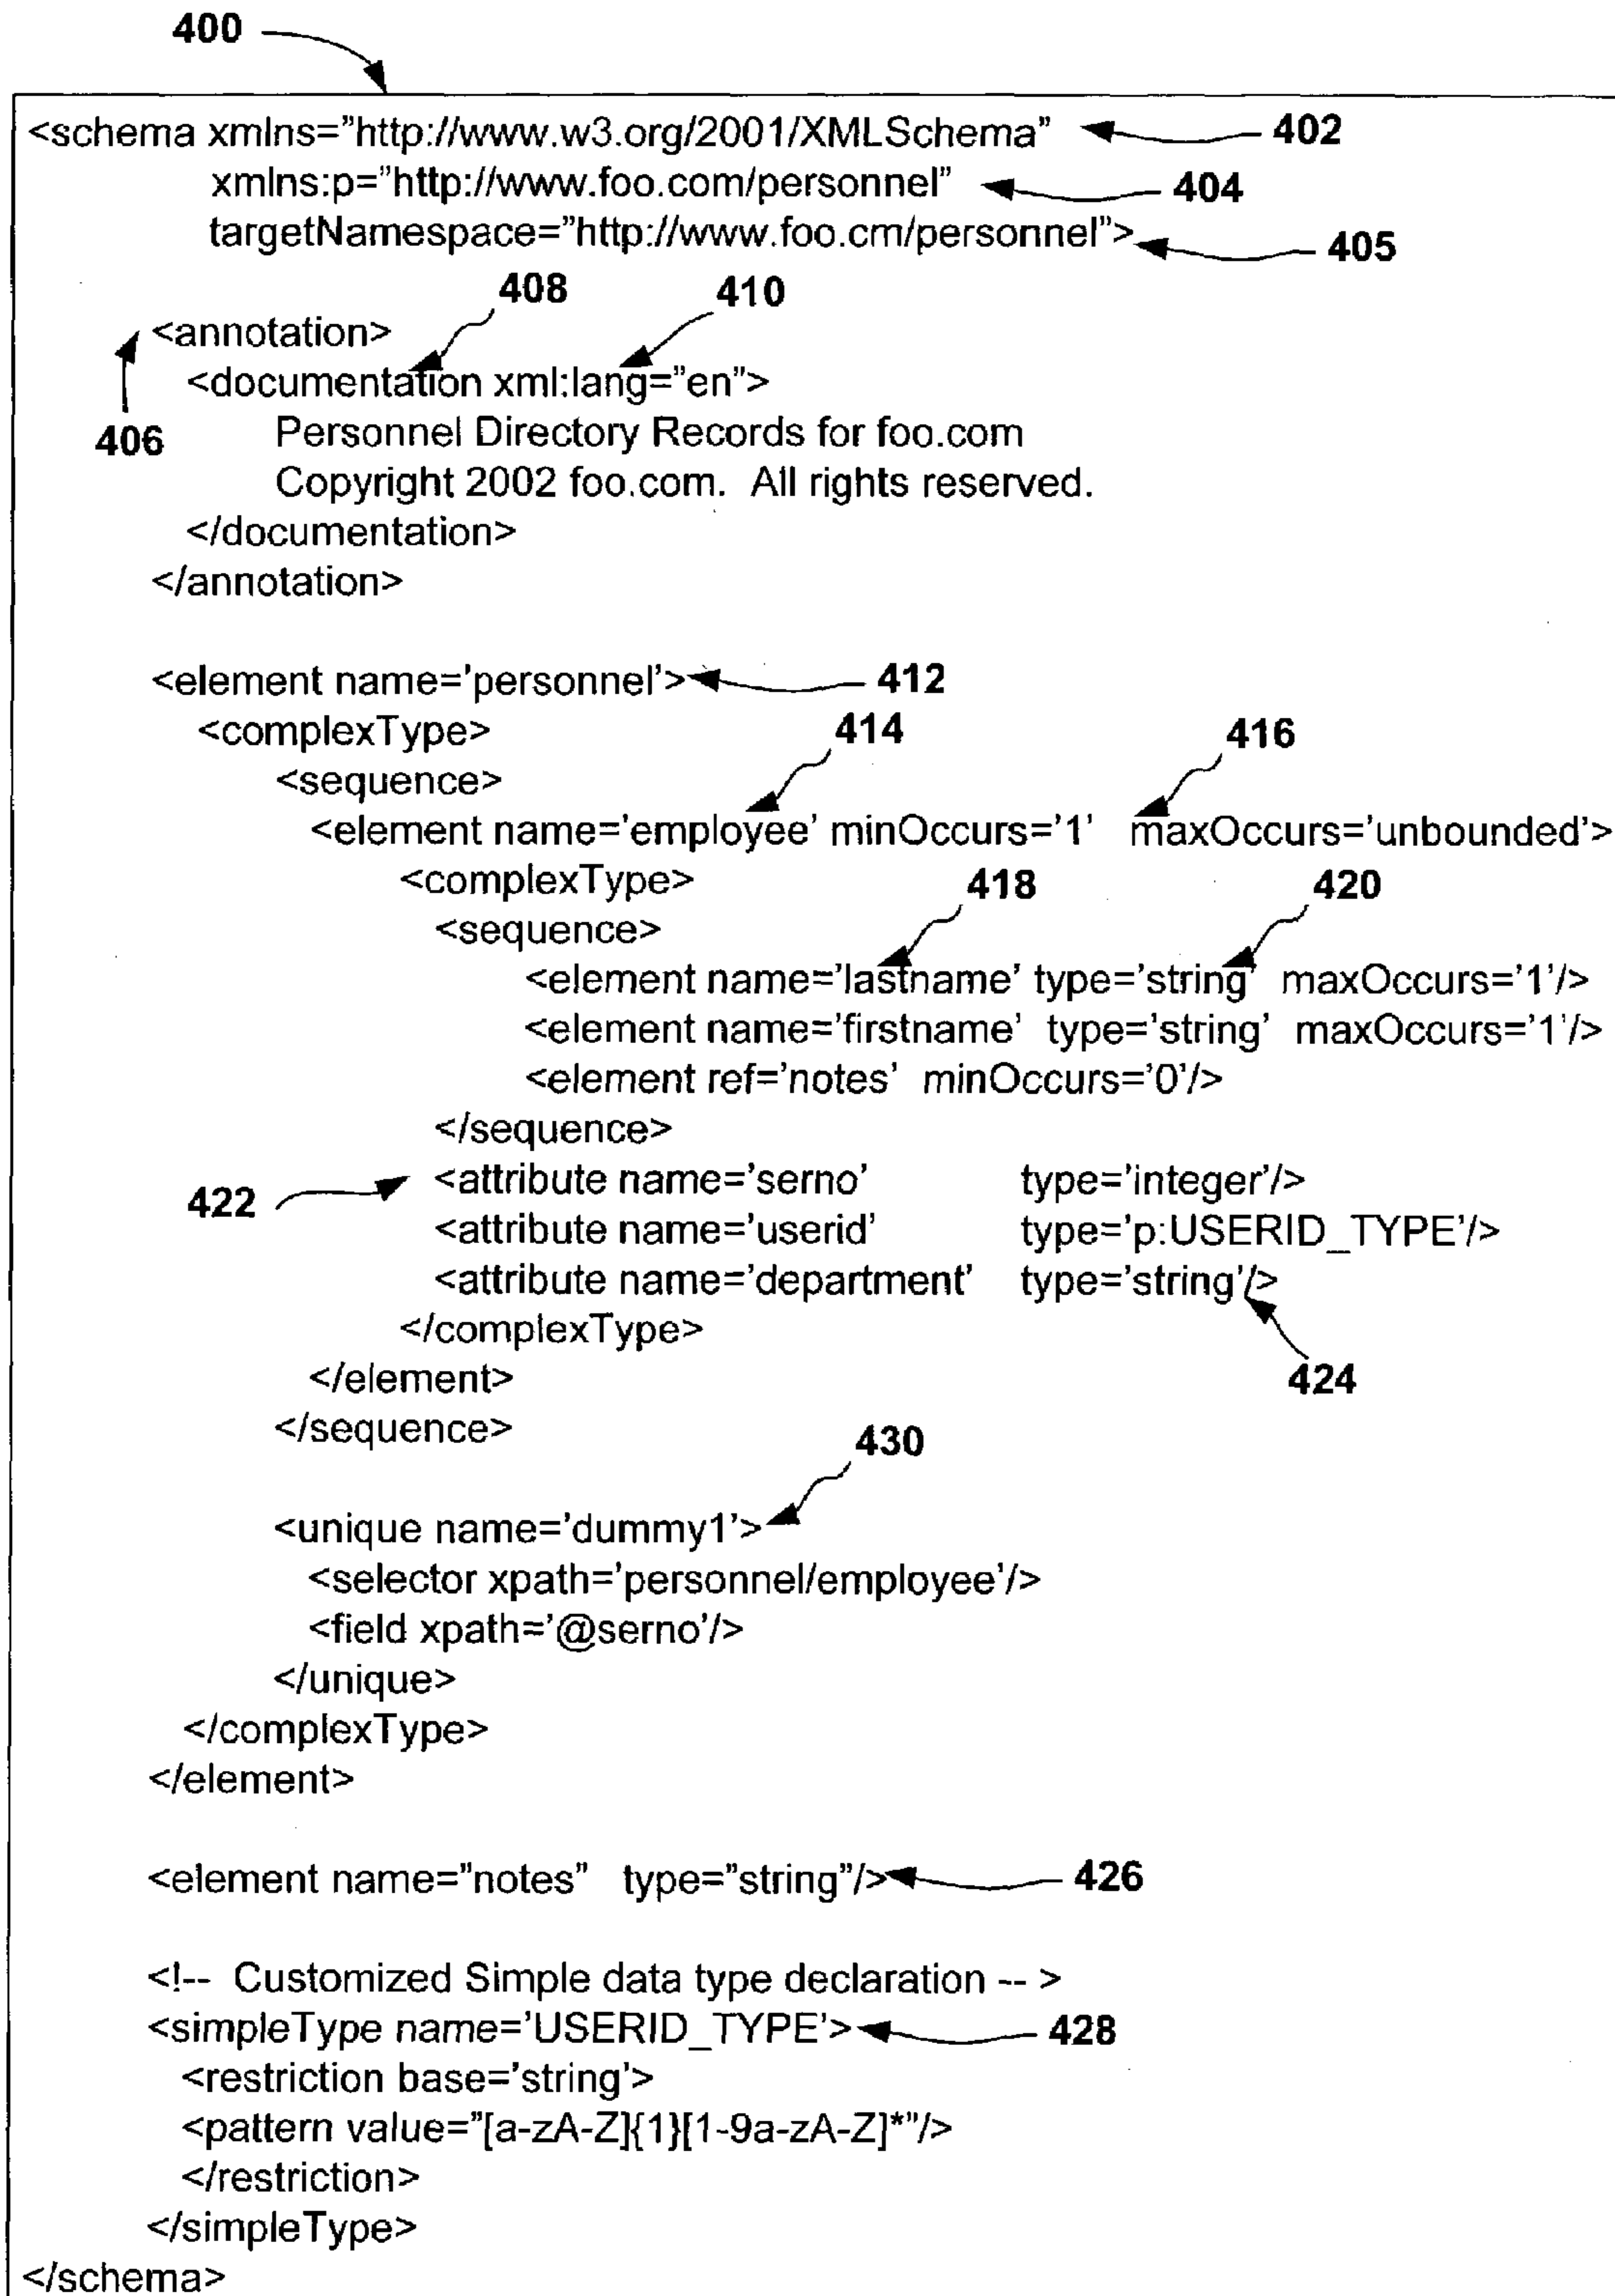 400
<schema xmlns="http://www.w3.org/2001/XMLSchema" 402
xmlns:p="http://www.foo.com/personnel" 404
targetNamespace="http://www.foo.cm/personnel"> 405
408 410
<annotation>
<documentation xml:lang="en">
406 Personnel Directory Records for foo.com
Copyright 2002 foo.com. All rights reserved.
</documentation>
</annotation>
<element name='personnel'> 412
<complexType> 414 416
<sequence>
<element name='employee' minOccurs='1' maxOccurs='unbounded'>
<complexType> 418 420
<sequence>
<element name='lastname' type='string' maxOccurs='1'/>
<element name='firstname' type='string' maxOccurs='1'/>
<element ref='notes' minOccurs='0'/>
</sequence>
422 <attribute name='serno' type='integer'/>
<attribute name='userid' type='p:USERID_TYPE'/>
<attribute name='department' type='string'/>
</complexType>
</element> 424
</sequence> 430
<unique name='dummy1'>
<selector xpath='personnel/employee'/>
<field xpath='@serno'/>
</unique>
</complexType>
</element>
<element name="notes" type="string"/> 426
<!-- Customized Simple data type declaration -- >
<simpleType name='USERID_TYPE'> 428
<restriction base='string'>
<pattern value="[a-zA-Z]{1}[1-9a-zA-Z]*"/>
</restriction>
</simpleType>
</schema>